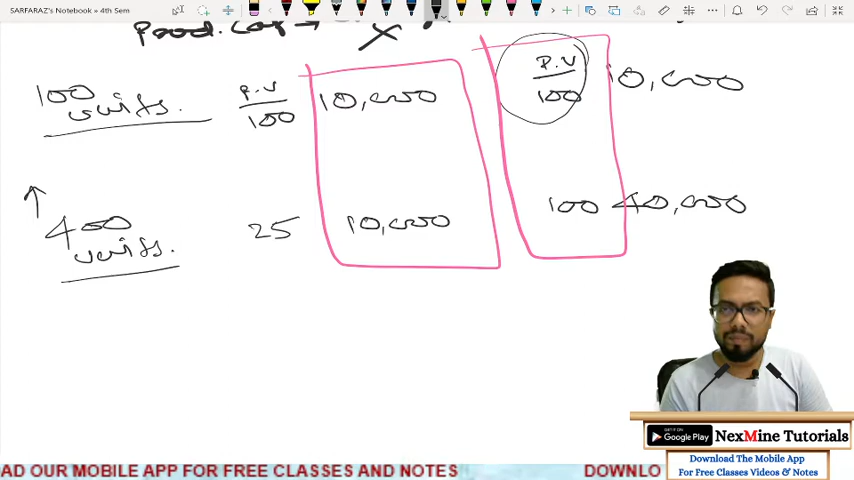 SARFARAZ's Notebook » 4th Sem
Prod. Cap →
X
100 units.
P.V
100
10,000
P.V
100
10,000
↑
400 units.
25
10,000
100
40,000
GET IT ON
Google Play
NexMine Tutorials
Download The Mobile App
For Free Classes Videos & Notes
AD OUR MOBILE APP FOR FREE CLASSES AND NOTES
DOWNLO